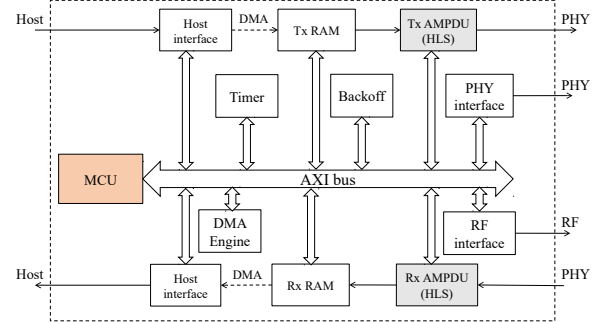 Host
Host
interface
DMA
Tx RAM
Tx AMPDU
(HLS)
PHY
Timer
Backoff
PHY
interface
PHY
MCU
AXI bus
DMA
Engine
RF
interface
RF
Host
Host
interface
DMA
Rx RAM
Rx AMPDU
(HLS)
PHY